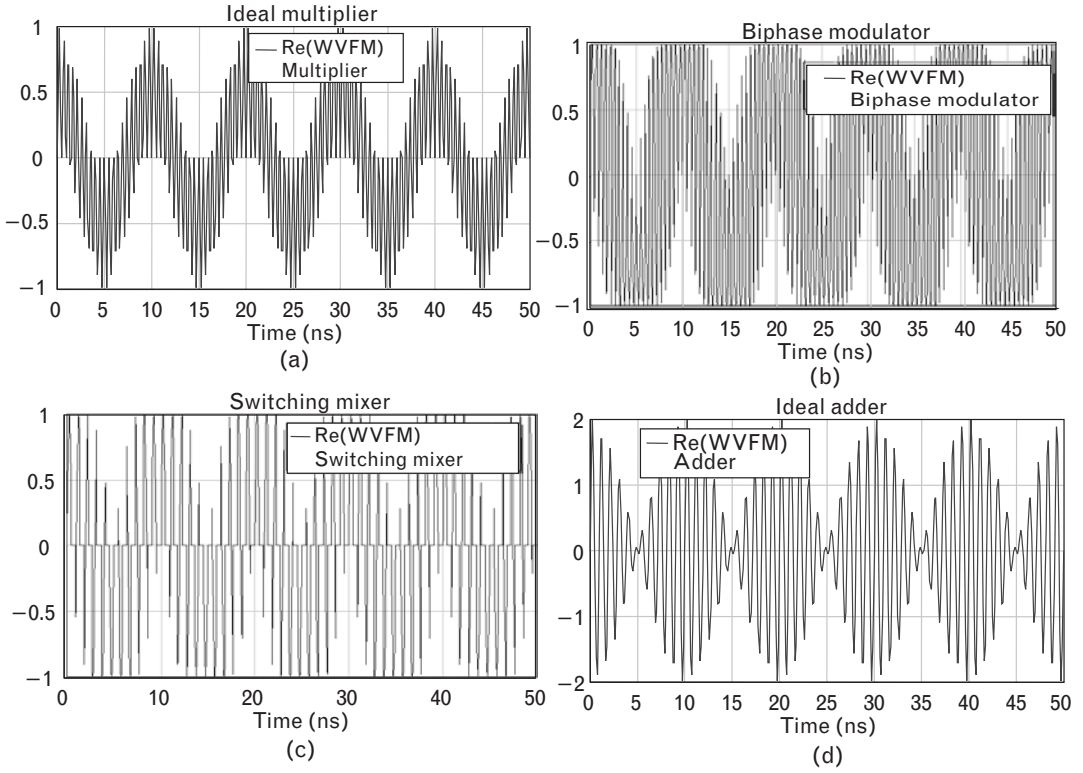 Ideal multiplier
1
0.5
0
−0.5
−1
Re(WVFM)
Multiplier
0 5 10 15 20 25 30 35 40 45 50
Time (ns)
(a)
Biphase modulator
1
0.5
0
−0.5
−1
Re(WVFM)
Biphase modulator
0 5 10 15 20 25 30 35 40 45 50
Time (ns)
(b)
Switching mixer
1
0.5
0
−0.5
−1
Re(WVFM)
Switching mixer
0 10 20 30 40 50
Time (ns)
(c)
Ideal adder
2
1
0
−1
−2
Re(WVFM)
Adder
0 5 10 15 20 25 30 35 40 45 50
Time (ns)
(d)